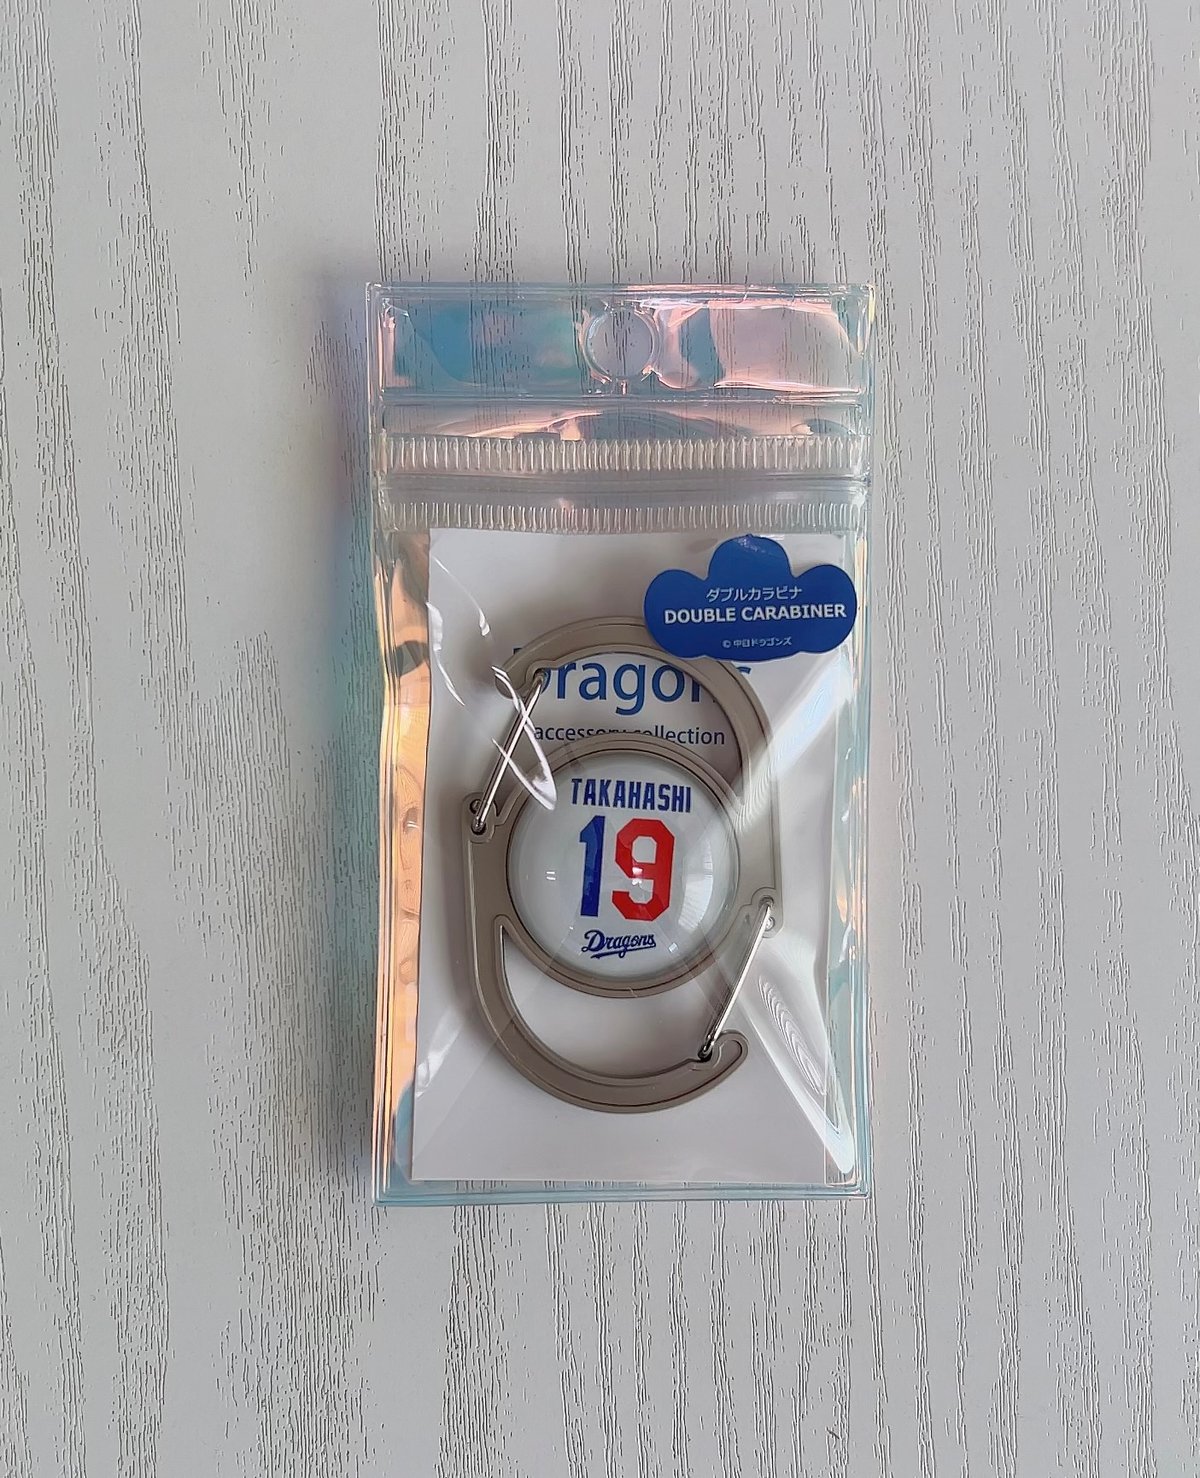 ダブルカラビナ
DOUBLE CARABINER
© 中日ドラゴンズ
Dragons
accessory collection
TAKAHASHI
19
Dragons